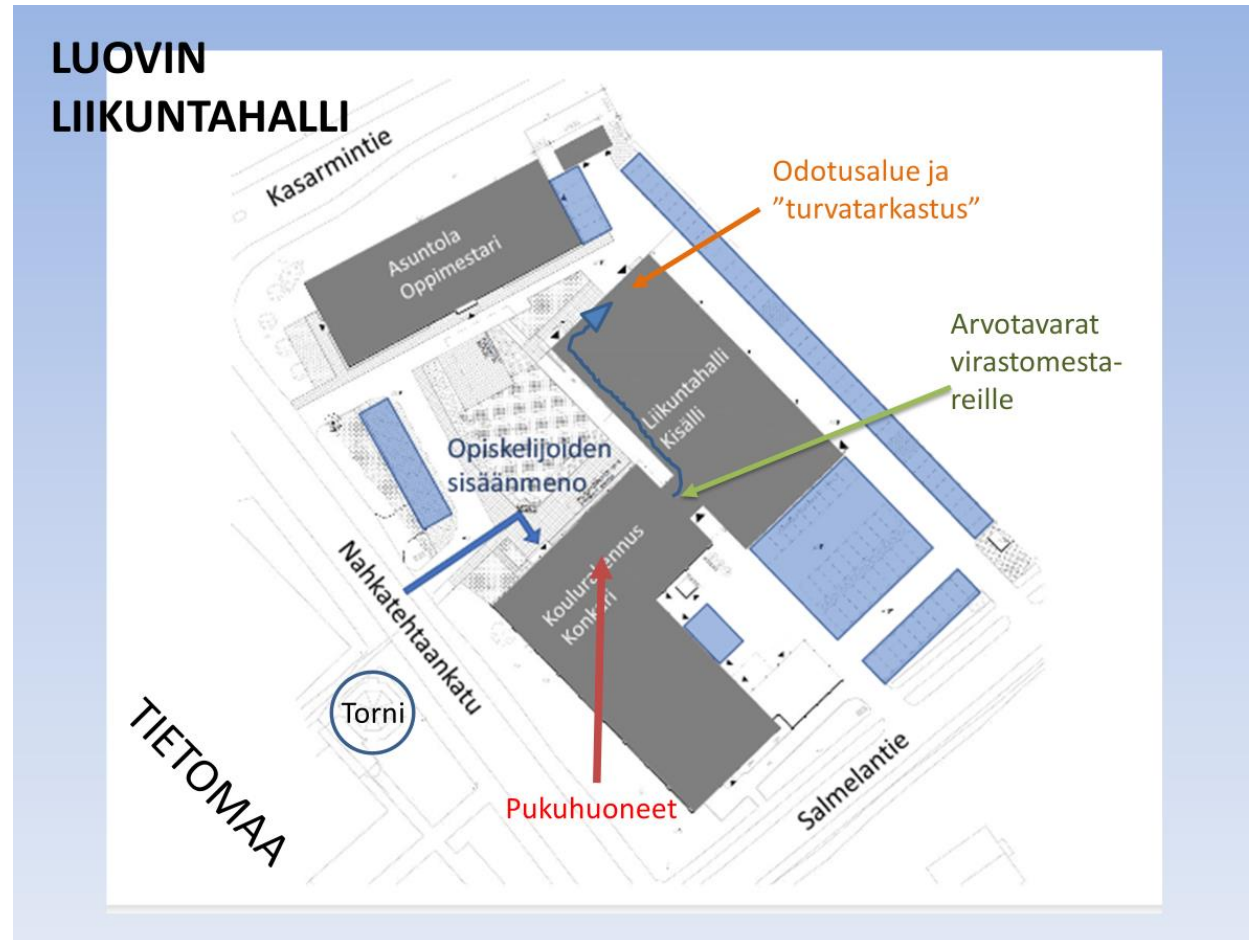 LUOVIN
LIIKUNTAHALLI
Kasarmintie
Odotusalue ja
”turvatarkastus”
Asuntola
Oppimestari
Arvotavarat
virastomesta-
reille
Liikuntahalli
Kisälli
Opiskelijoiden
sisäänmeno
Koulurakennus
Konkari
Nahkatehtaankatu
Torni
TIETOMAA
Pukuhuoneet
Salmelantie